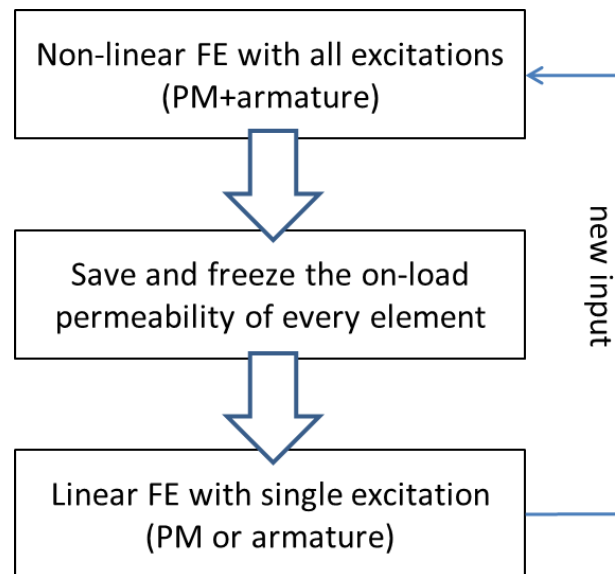 Non-linear FE with all excitations
(PM+armature)
Save and freeze the on-load
permeability of every element
Linear FE with single excitation
(PM or armature)
new input